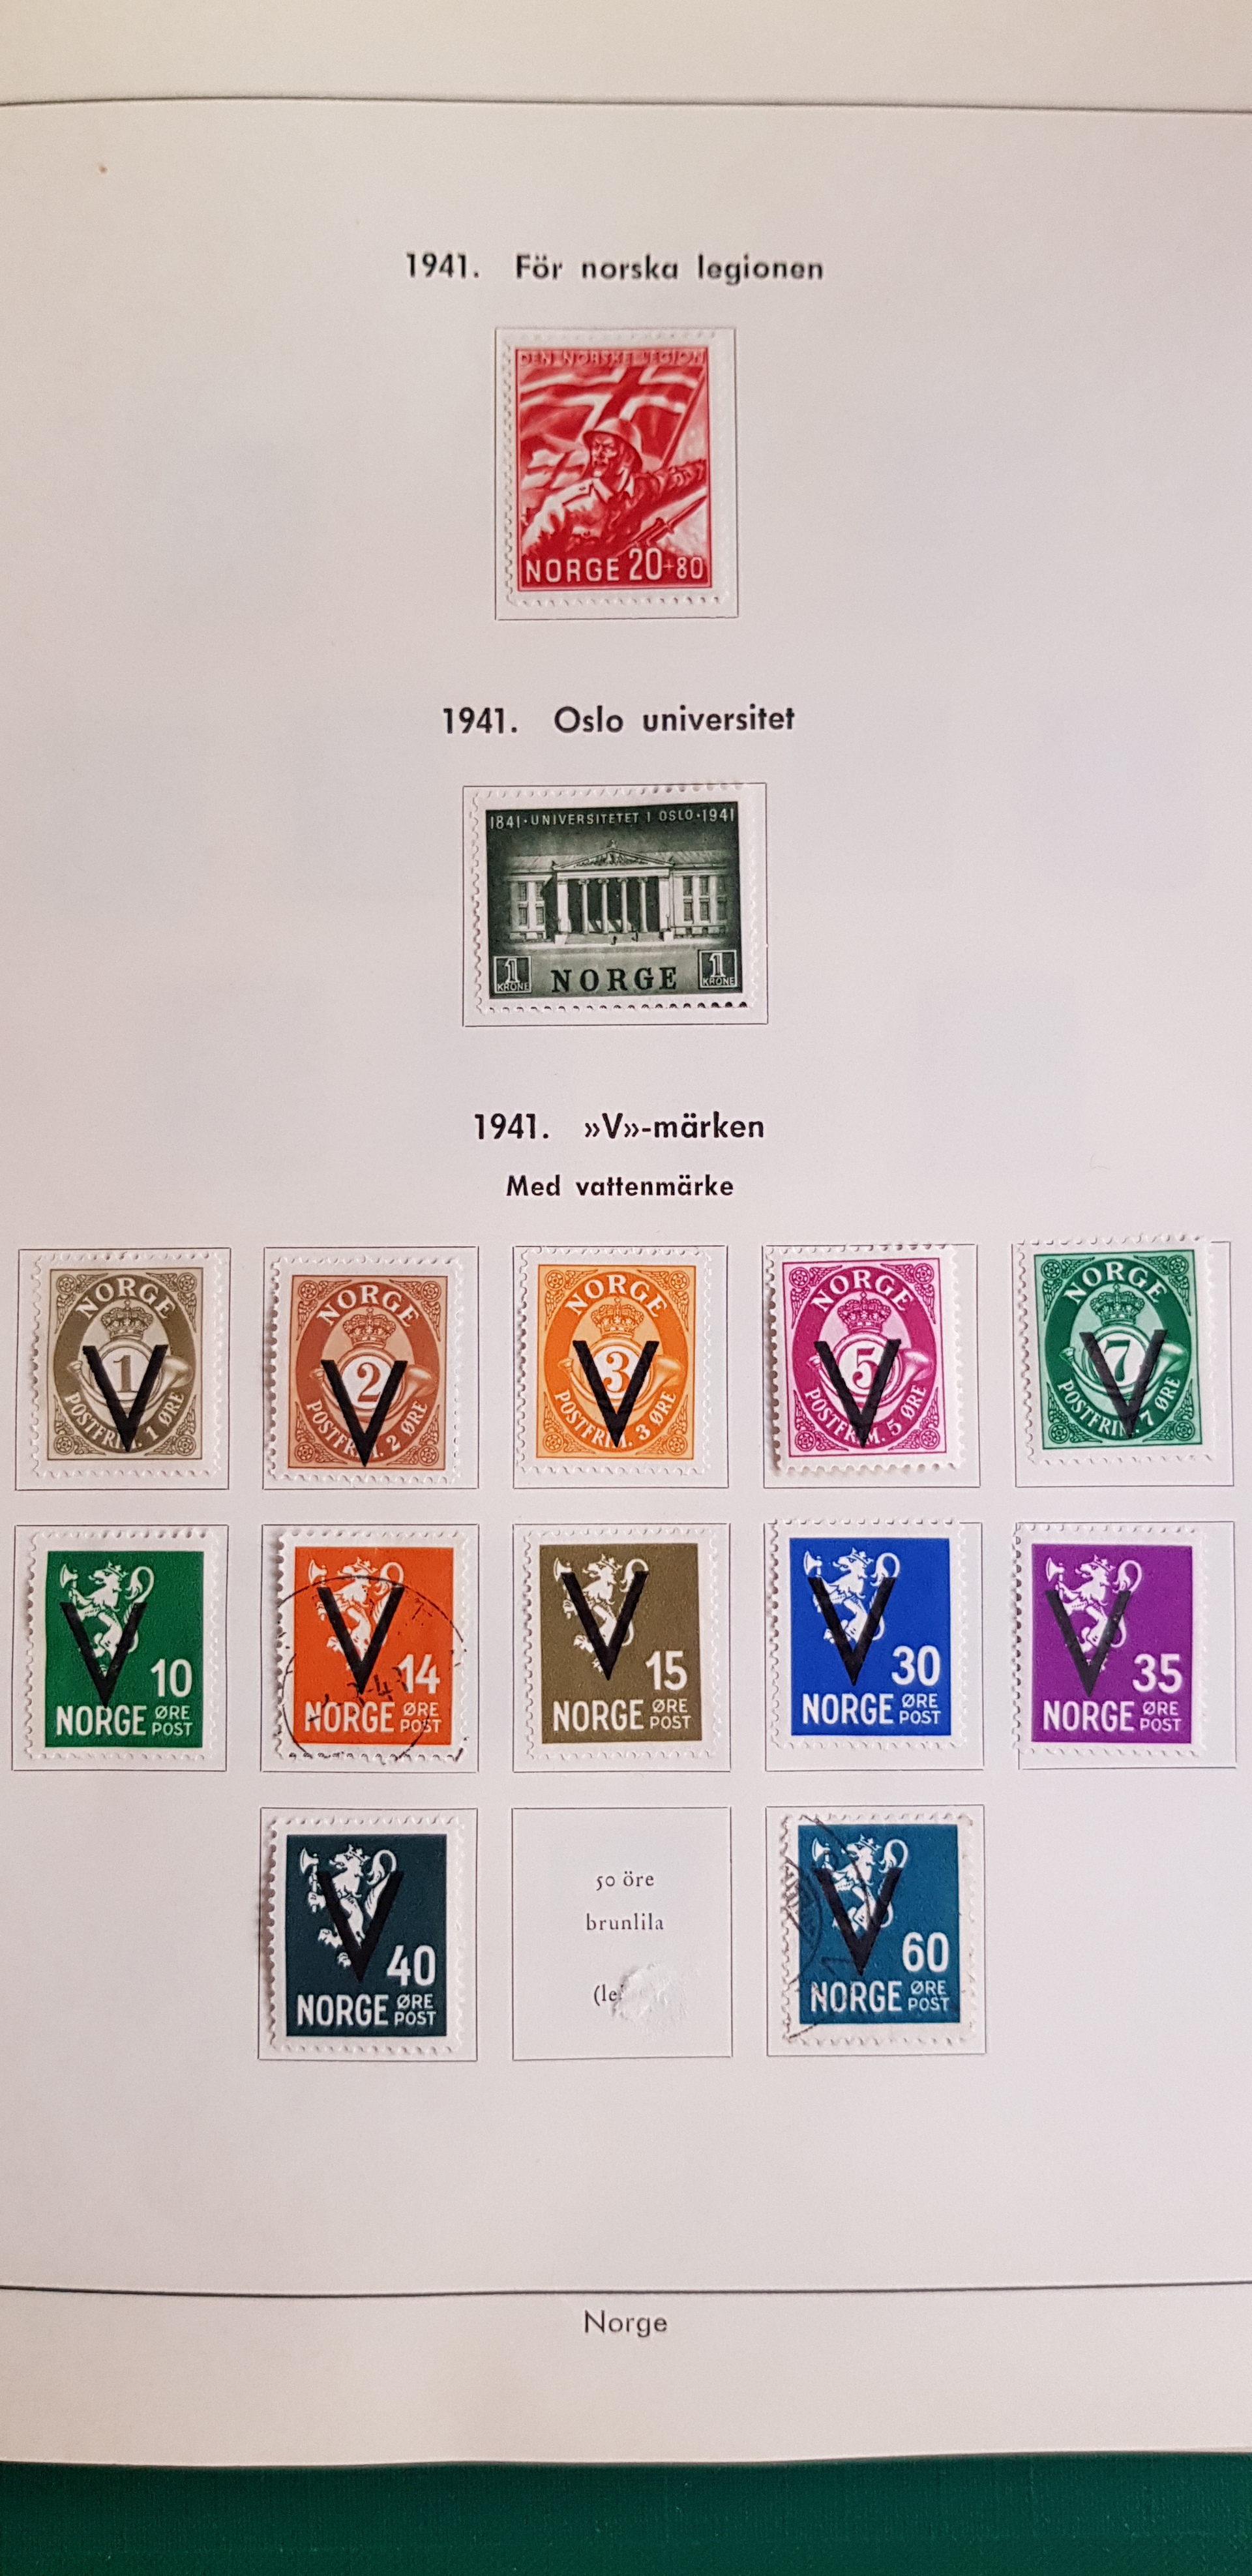 1941. För norska legionen
DEN NORSKE LEGION
NORGE 20+80
1941. Oslo universitet
1841·UNIVERSITETET I OSLO·1941
1 KRONE NORGE 1 KRONE
1941. »V»-märken
Med vattenmärke
NORGE
1
V
POSTFRIM. 1 ØRE
NORGE
2
V
POSTFRIM. 2 ØRE
NORGE
3
V
POSTFRIM. 3 ØRE
NORGE
5
V
POSTFRIM. 5 ØRE
NORGE
7
V
POSTFRIM. 7 ØRE
V
10
NORGE ØRE POST
V
14
NORGE ØRE POST
V
15
NORGE ØRE POST
V
30
NORGE ØRE POST
V
35
NORGE ØRE POST
V
40
NORGE ØRE POST
50 öre
brunlila
V
60
NORGE ØRE POST
Norge